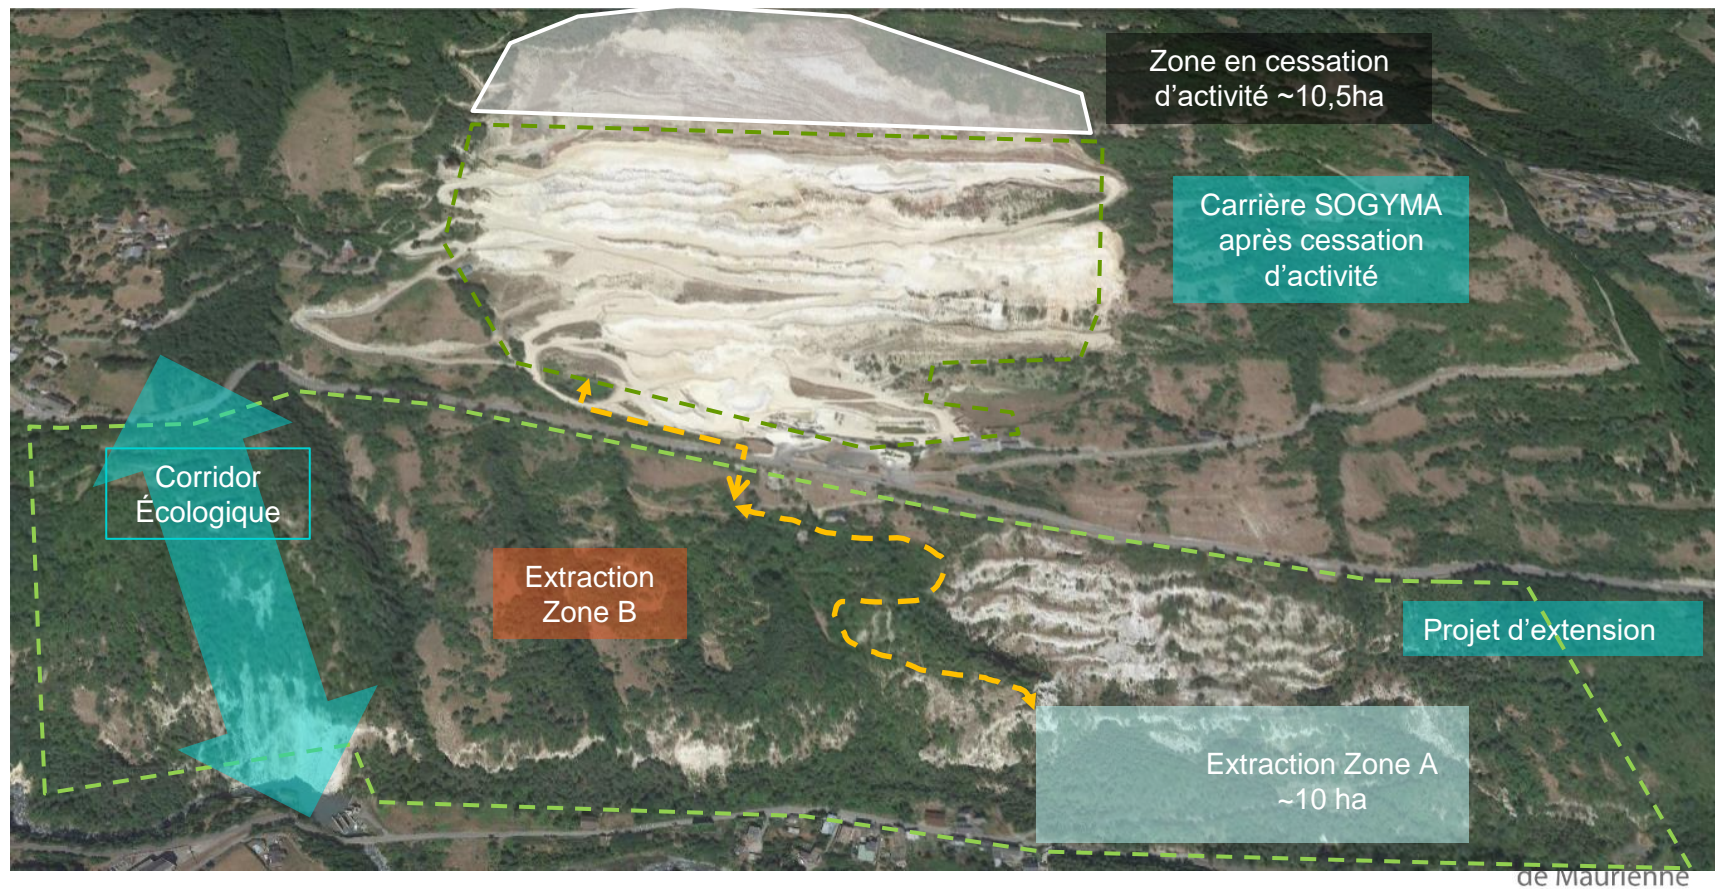 Zone en cessation
d’activité ~10,5ha
Carrière SOGYMA
après cessation
d’activité
Corridor
Écologique
Extraction
Zone B
Projet d’extension
Extraction Zone A
~10 ha
de Maurienne